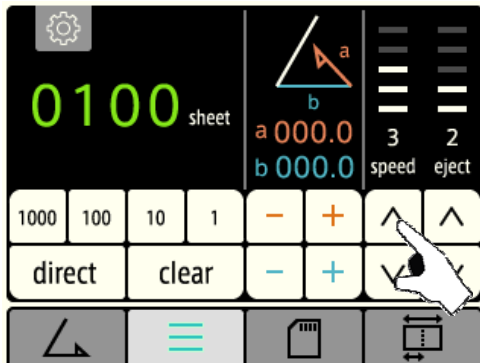 0100 sheet
a
b
a 000.0
b 000.0
3 2
speed eject
1000 100 10 1 − +
direct clear − +